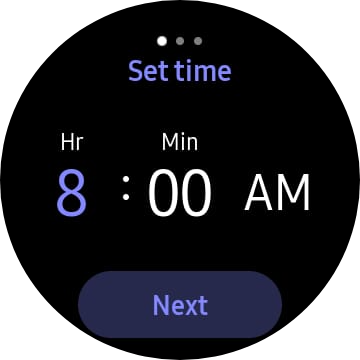 Set time
Hr Min
8 : 00 AM
Next